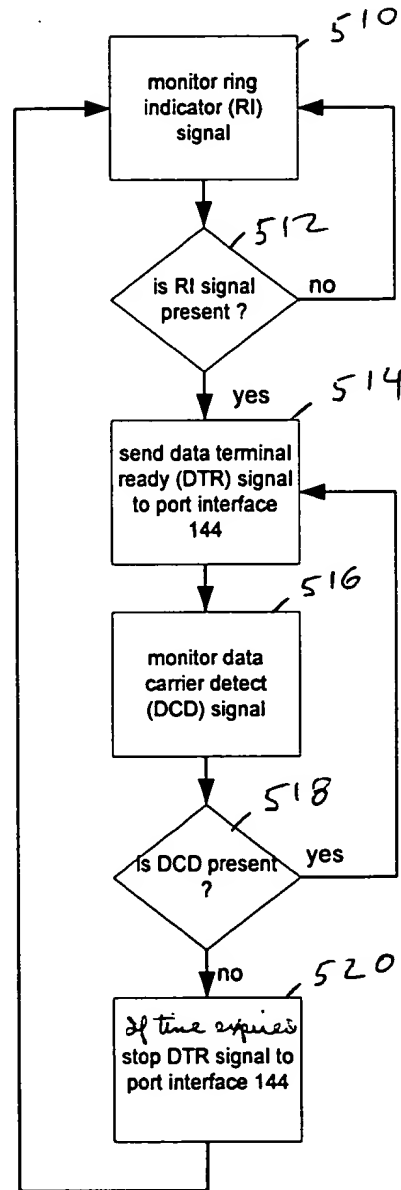 510
monitor ring
indicator (RI)
signal
512
is RI signal
present ?
no
yes
514
send data terminal
ready (DTR) signal
to port interface
144
516
monitor data
carrier detect
(DCD) signal
518
is DCD present
?
yes
no
520
If time expires
stop DTR signal to
port interface 144